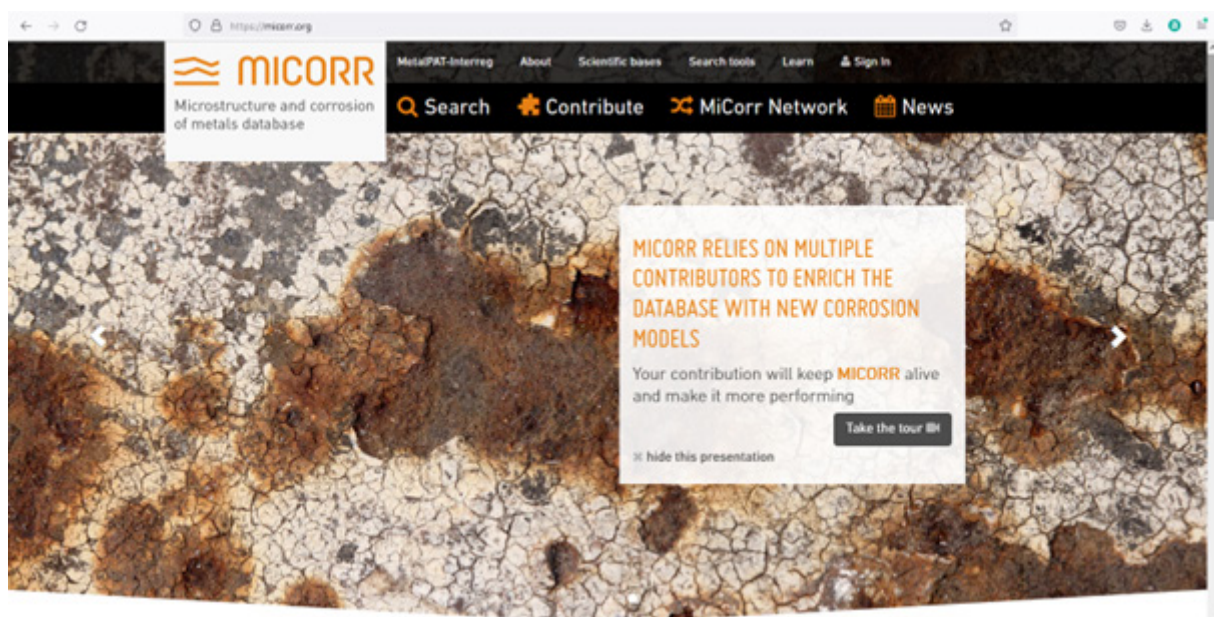 https://micorr.org
MICORR
Microstructure and corrosion
of metals database
MetalPAT-Interreg About Scientific bases Search tools Learn Sign In
Search Contribute MiCorr Network News
MICORR RELIES ON MULTIPLE
CONTRIBUTORS TO ENRICH THE
DATABASE WITH NEW CORROSION
MODELS
Your contribution will keep MICORR alive
and make it more performing
Take the tour
hide this presentation